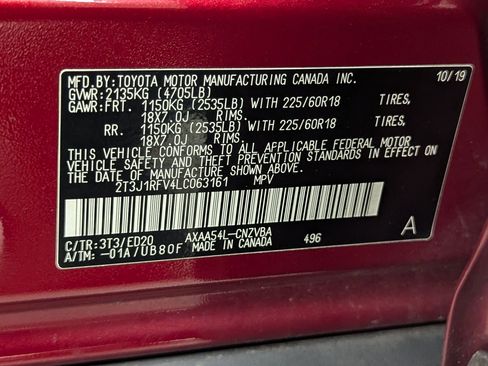 MFD.BY:TOYOTA MOTOR MANUFACTURING CANADA INC. 10/19
GVWR:2135KG (4705LB)
GAWR:FRT. 1150KG (2535LB) WITH 225/60R18 TIRES,
18X7.0J RIMS.
RR. 1150KG (2535LB) WITH 225/60R18 TIRES,
18X7.0J RIMS.
THIS VEHICLE CONFORMS TO ALL APPLICABLE FEDERAL MOTOR
VEHICLE SAFETY AND THEFT PREVENTION STANDARDS IN EFFECT ON
THE DATE OF MANUFACTURE SHOWN ABOVE.
2T3J1RFV4LC063161 MPV
C/TR:3T3/ED20 AXAA54L-CNZVBA A
A/TM:-01A/UB80F MADE IN CANADA 496